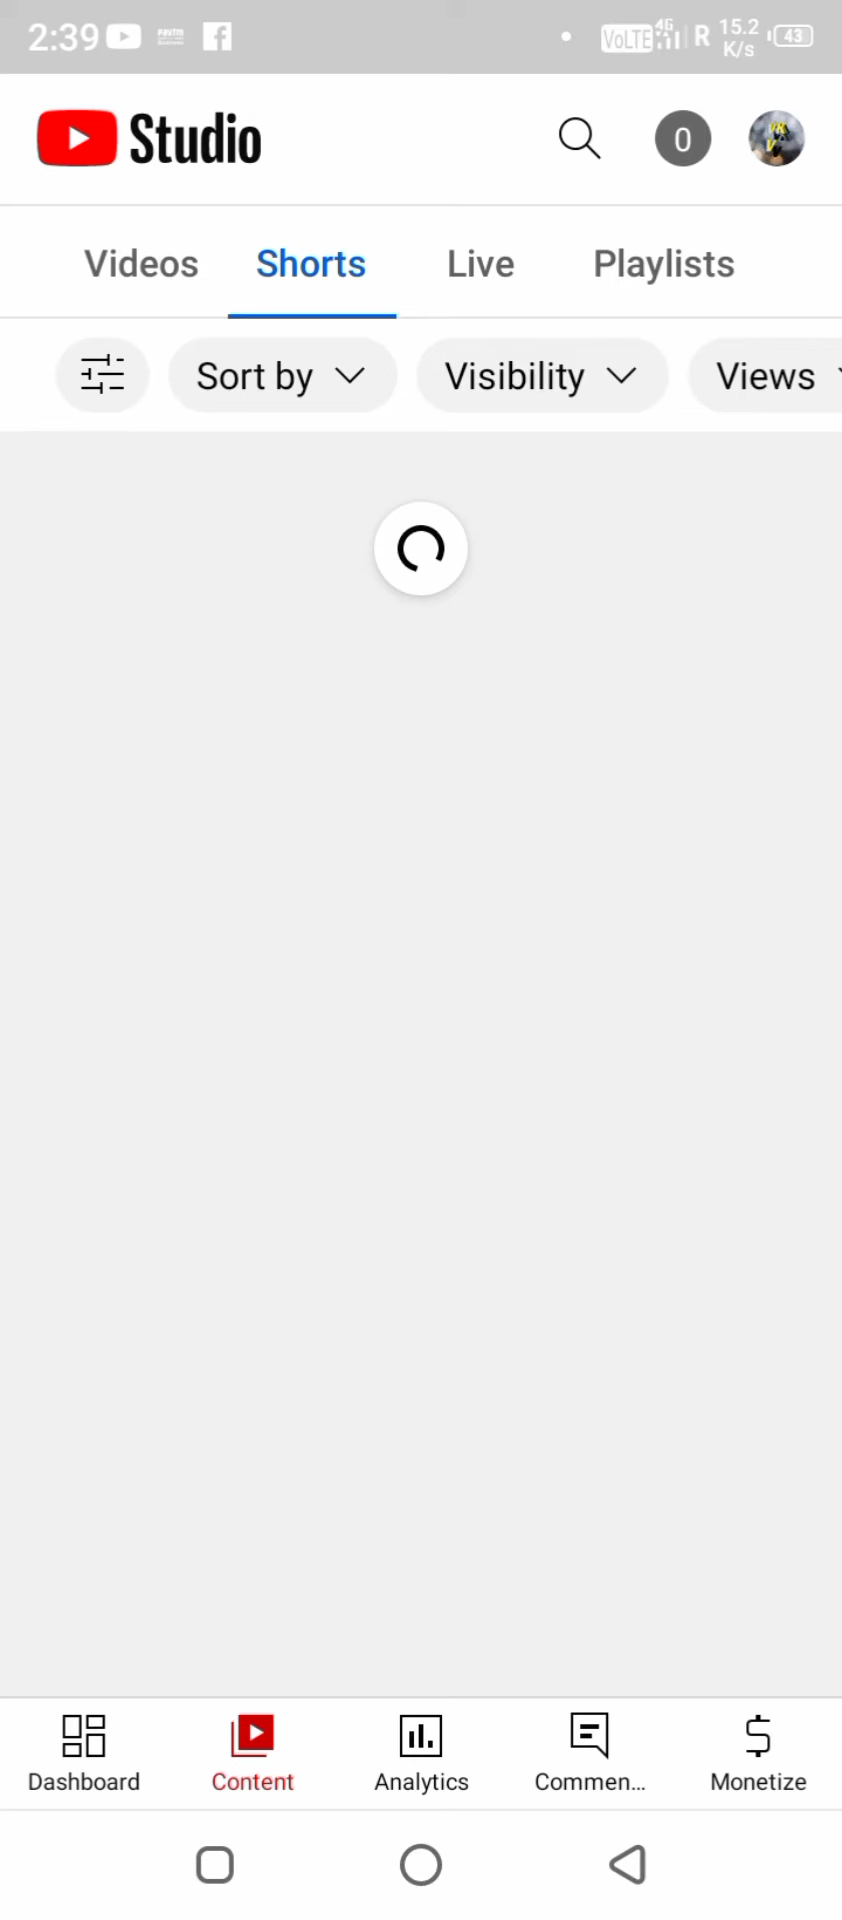 2:39 VoLTE 4G R 15.2 K/s 43
Studio 0
Videos Shorts Live Playlists
Sort by Visibility Views
Dashboard Content Analytics Commen... Monetize